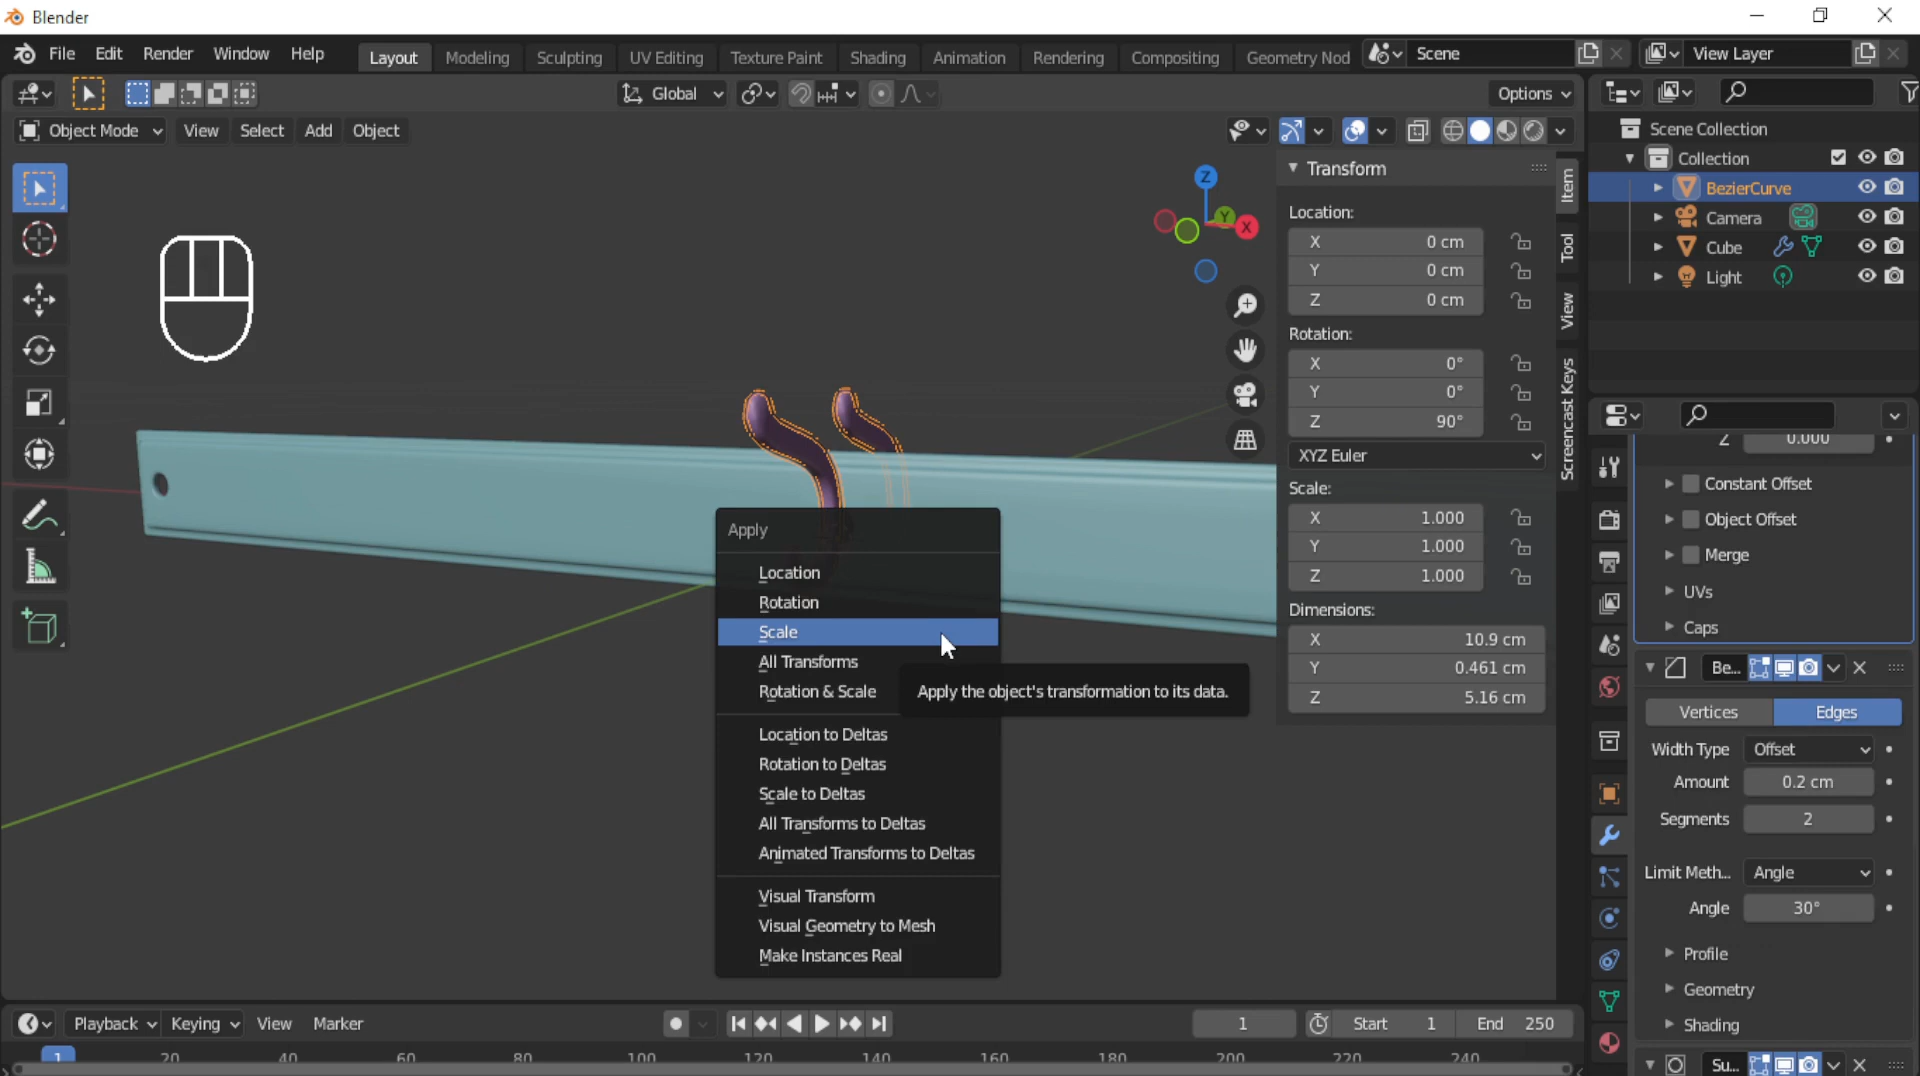 Blender
File Edit Render Window Help Layout Modeling Sculpting UV Editing Texture Paint Shading Animation Rendering Compositing Geometry Nod Scene View Layer
Global Options
Object Mode View Select Add Object
Scene Collection
Collection
BezierCurve
Camera
Cube
Light
Z
Y
X
Transform
Location:
X 0 cm
Y 0 cm
Z 0 cm
Rotation:
X 0°
Y 0°
Z 90°
XYZ Euler
Scale:
X 1.000
Y 1.000
Z 1.000
Dimensions:
X 10.9 cm
Y 0.461 cm
Z 5.16 cm
Item
Tool
View
Screencast Keys
Z 0.000
Constant Offset
Object Offset
Merge
UVs
Caps
Be...
Vertices Edges
Width Type Offset
Amount 0.2 cm
Segments 2
Limit Meth... Angle
Angle 30°
Profile
Geometry
Shading
Su...
Apply
Location
Rotation
Scale
All Transforms
Rotation & Scale
Apply the object's transformation to its data.
Location to Deltas
Rotation to Deltas
Scale to Deltas
All Transforms to Deltas
Animated Transforms to Deltas
Visual Transform
Visual Geometry to Mesh
Make Instances Real
Playback Keying View Marker 1 Start 1 End 250
1 20 40 60 80 100 120 140 160 180 200 220 240